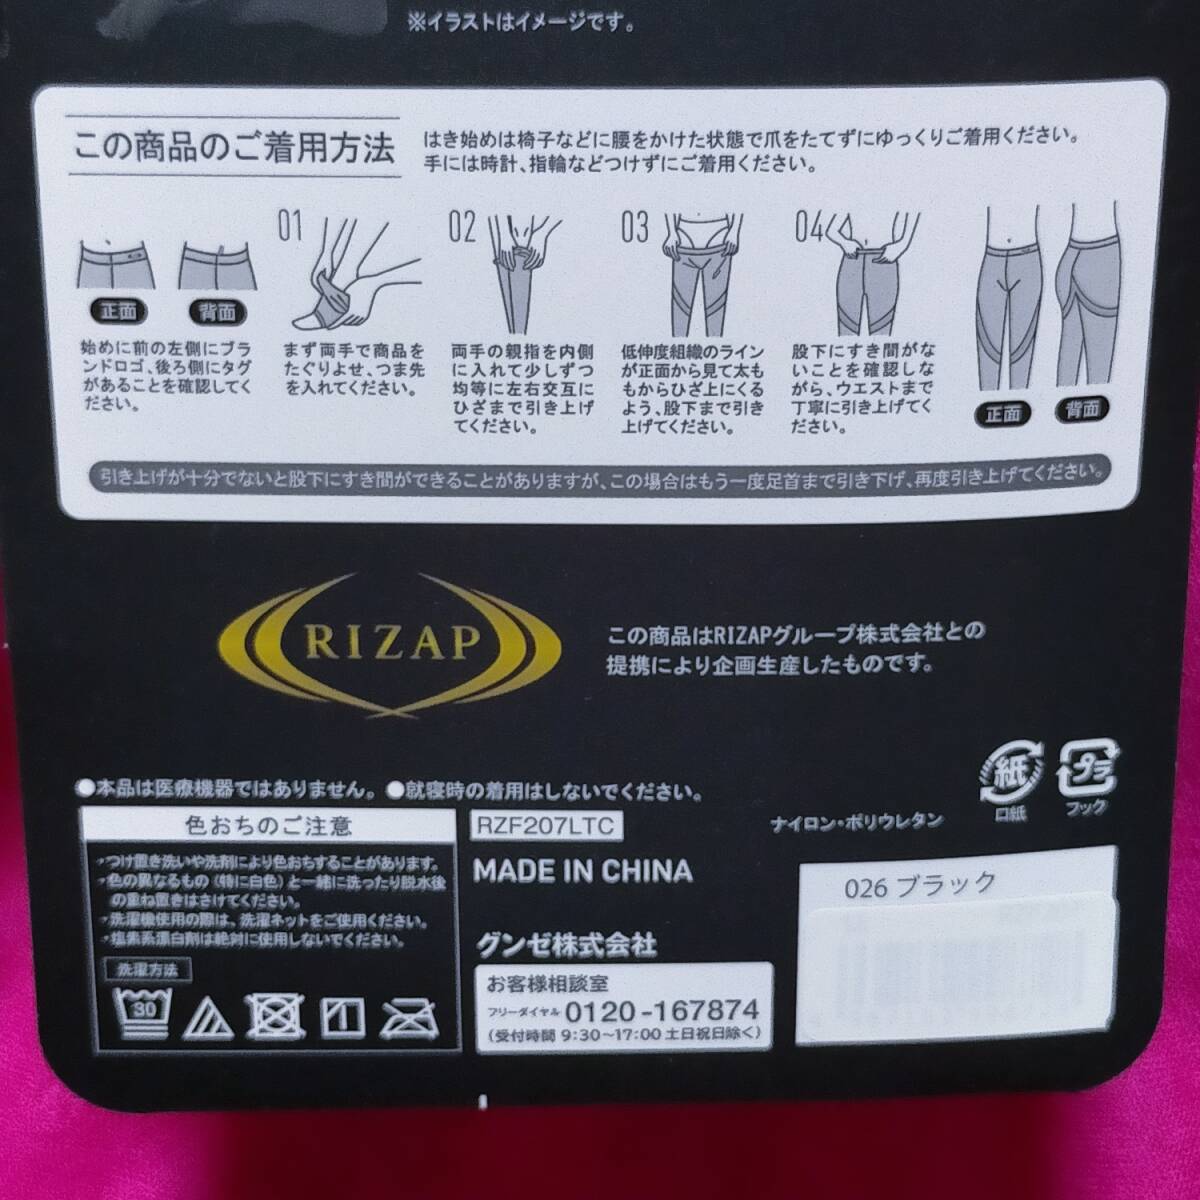 ※イラストはイメージです。
この商品のご着用方法
はき始めは椅子などに腰をかけた状態で爪をたてずにゆっくりご着用ください。
手には時計、指輪などつけずにご着用ください。
正面
背面
始めに前の左側にブラ
ンドロゴ、後ろ側にタグ
があることを確認してく
ださい。
01
まず両手で商品を
たぐりよせ、つま先
を入れてください。
02
両手の親指を内側
に入れて少しずつ
均等に左右交互に
ひざまで引き上げ
てください。
03
低伸度組織のライン
が正面から見て太も
もからひざ上にくる
よう、股下まで引き
上げてください。
04
股下にすき間がな
いことを確認しな
がら、ウエストまで
丁寧に引き上げてく
ださい。
正面
背面
引き上げが十分でないと股下にすき間ができることがありますが、この場合はもう一度足首まで引き下げ、再度引き上げてください。
RIZAP
この商品はRIZAPグループ株式会社との
提携により企画生産したものです。
●本品は医療機器ではありません。●就寝時の着用はしないでください。
紙
口紙
プラ
フック
色おちのご注意
・つけ置き洗いや洗剤により色おちすることがあります。
・色の異なるもの（特に白色）と一緒に洗ったり脱水後
の重ね置きはさけてください。
・洗濯機使用の際は、洗濯ネットをご使用ください。
・塩素系漂白剤は絶対に使用しないでください。
洗濯方法
30
RZF207LTC
MADE IN CHINA
グンゼ株式会社
お客様相談室
フリーダイヤル 0120-167874
(受付時間 9:30〜17:00 土日祝日除く)
ナイロン・ポリウレタン
026 ブラック